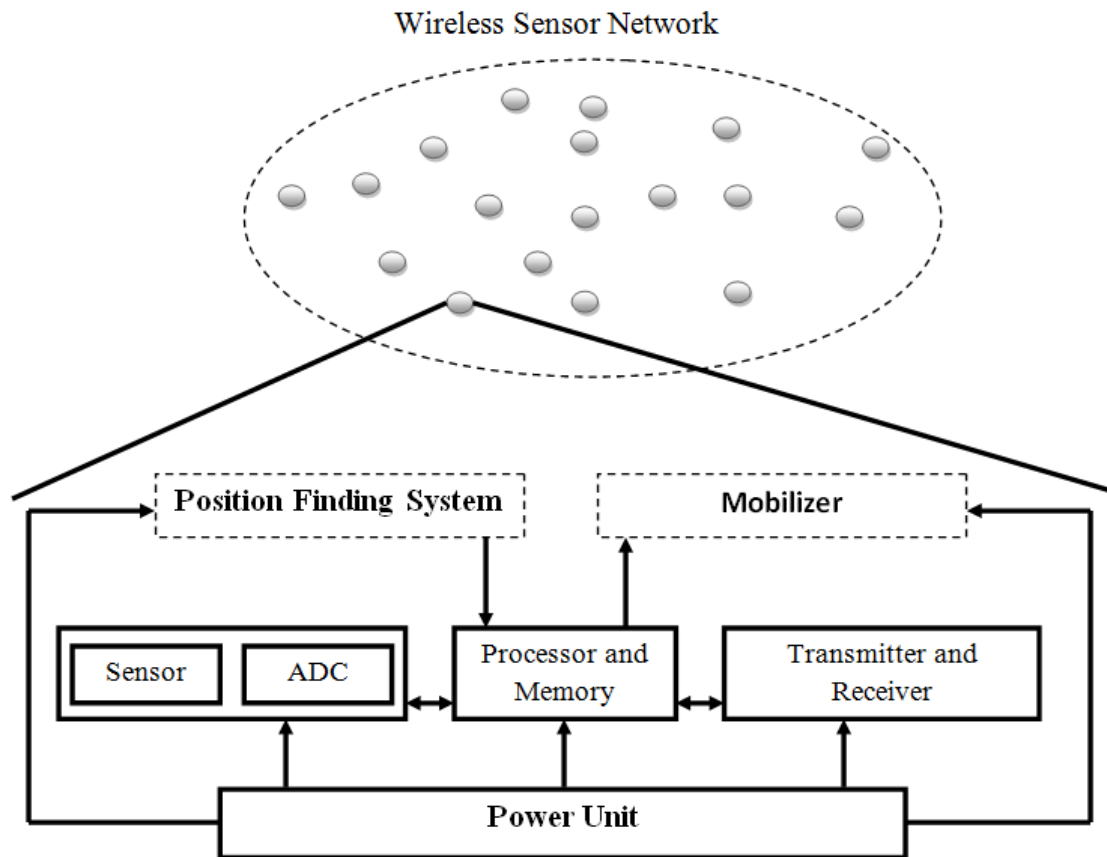 Wireless Sensor Network
Position Finding System
Mobilizer
Sensor
ADC
Processor and
Memory
Transmitter and
Receiver
Power Unit